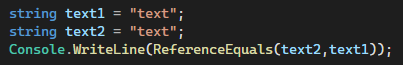 string text1 = "text";
string text2 = "text";
Console.WriteLine(ReferenceEquals(text2,text1));